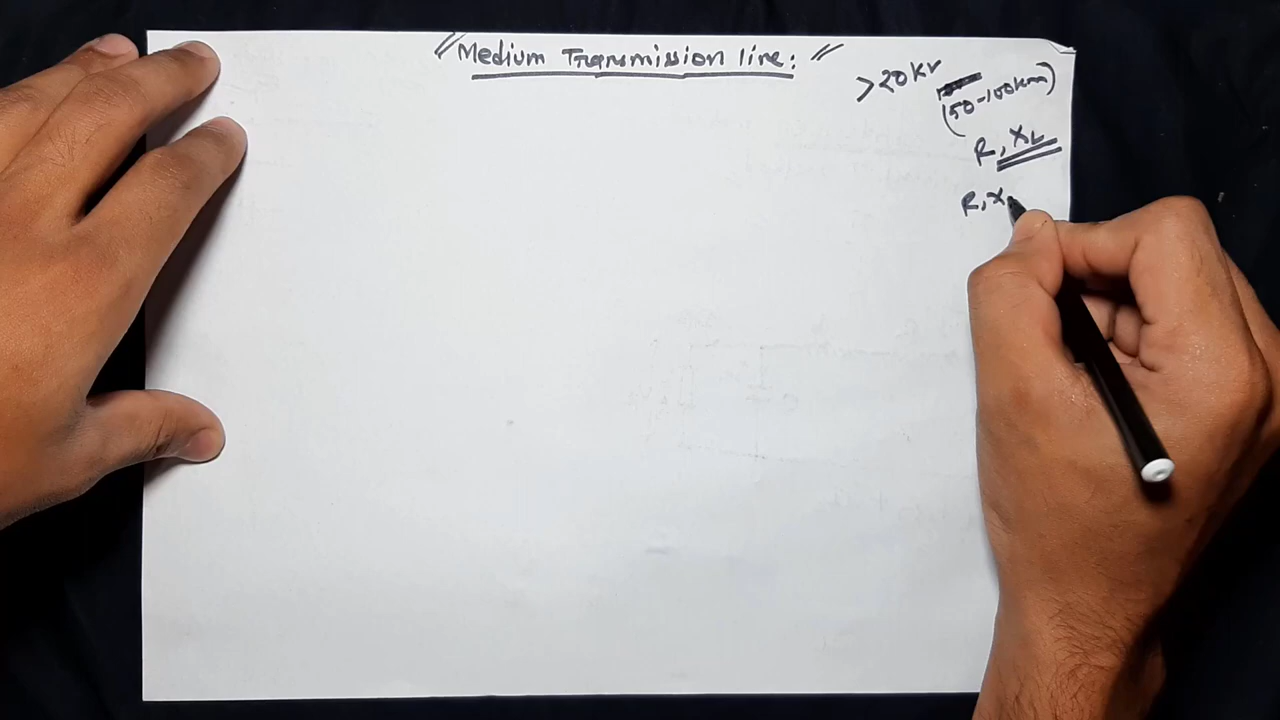 "Medium Transmission line: "
>20kv
(50-100km)
R, XL
R, X